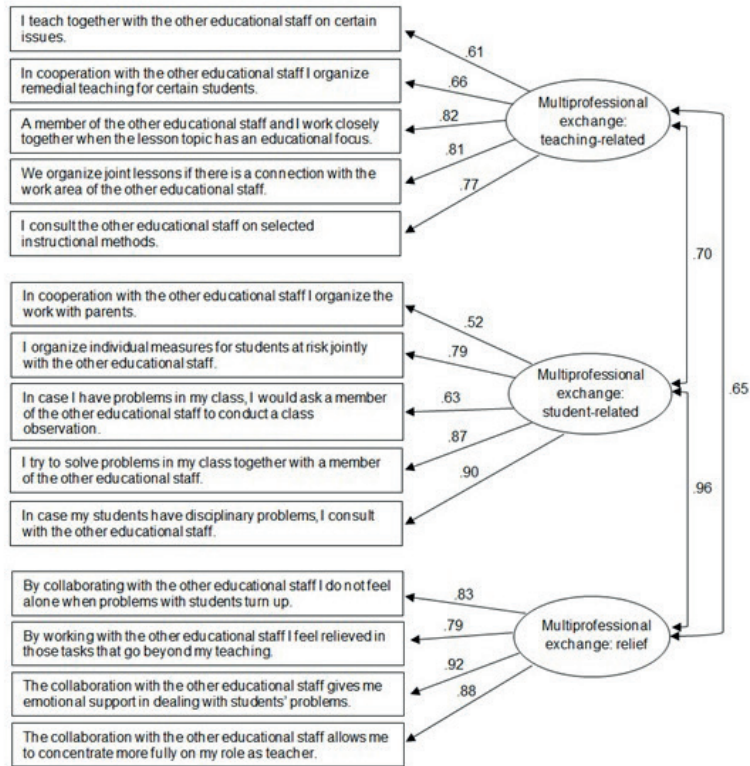 I teach together with the other educational staff on certain
issues.
.61
In cooperation with the other educational staff I organize
remedial teaching for certain students.
.66
A member of the other educational staff and I work closely
together when the lesson topic has an educational focus.
.82
We organize joint lessons if there is a connection with the
work area of the other educational staff.
.81
I consult the other educational staff on selected
instructional methods.
.77
Multiprofessional
exchange:
teaching-related
.70
In cooperation with the other educational staff I organize the
work with parents.
.52
I organize individual measures for students at risk jointly
with the other educational staff.
.79
In case I have problems in my class, I would ask a member
of the other educational staff to conduct a class
observation.
.63
I try to solve problems in my class together with a member
of the other educational staff.
.87
In case my students have disciplinary problems, I consult
with the other educational staff.
.90
Multiprofessional
exchange:
student-related
.65
.96
By collaborating with the other educational staff I do not feel
alone when problems with students turn up.
.83
By working with the other educational staff I feel relieved in
those tasks that go beyond my teaching.
.79
The collaboration with the other educational staff gives me
emotional support in dealing with students' problems.
.92
The collaboration with the other educational staff allows me
to concentrate more fully on my role as teacher.
.88
Multiprofessional
exchange: relief